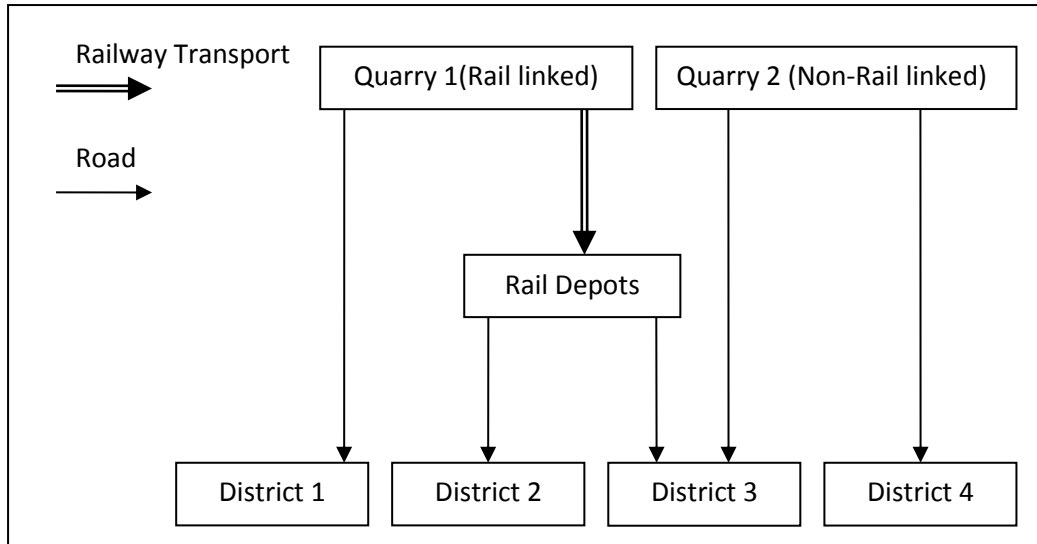 Railway Transport
Quarry 1(Rail linked)
Quarry 2 (Non-Rail linked)
Road
Rail Depots
District 1
District 2
District 3
District 4